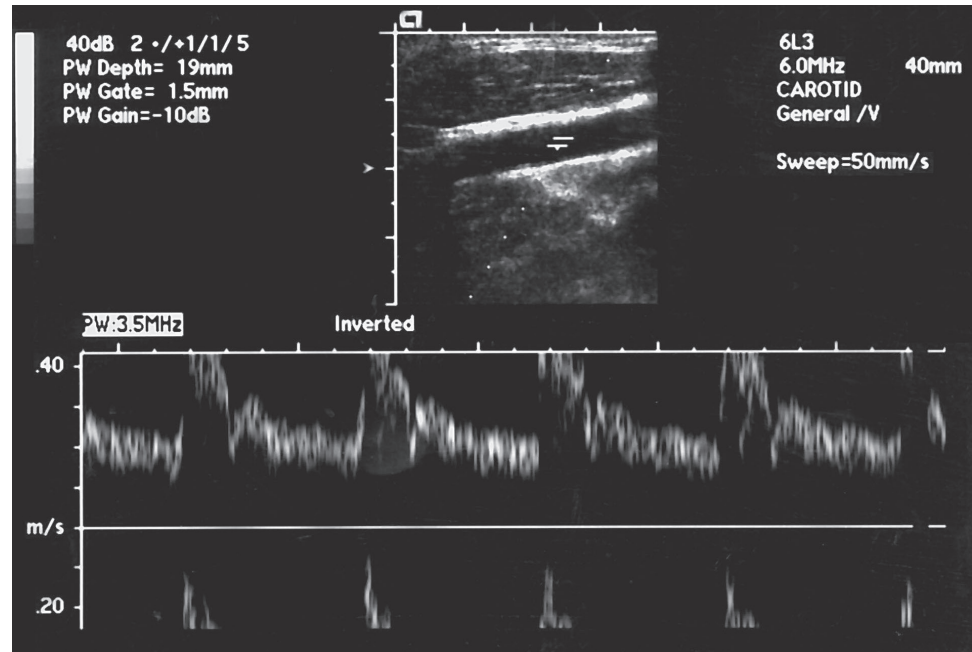 40dB 2 •/+1/1/5
PW Depth= 19mm
PW Gate= 1.5mm
PW Gain=-10dB
6L3
6.0MHz 40mm
CAROTID
General /V
Sweep=50mm/s
PW:3.5MHz
Inverted
.40
m/s
.20